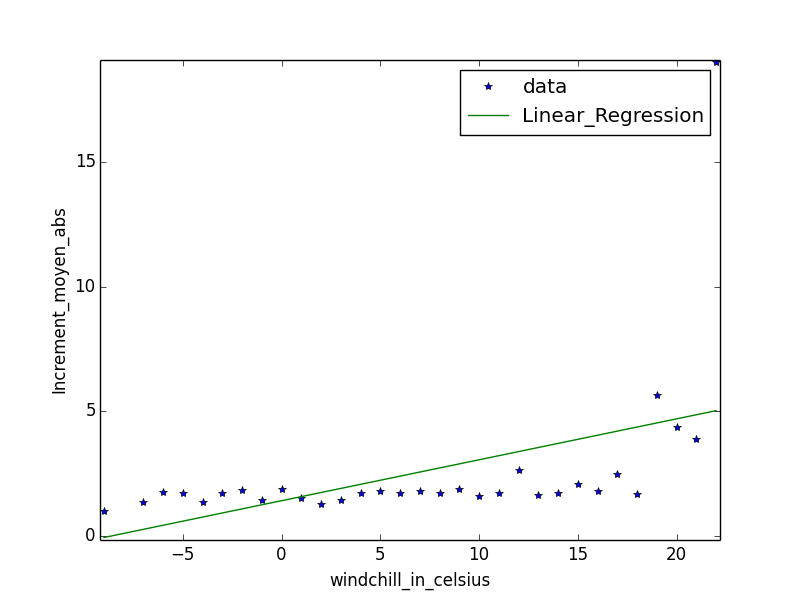 data
Linear_Regression
15
10
5
0
Increment_moyen_abs
−5 0 5 10 15 20
windchill_in_celsius